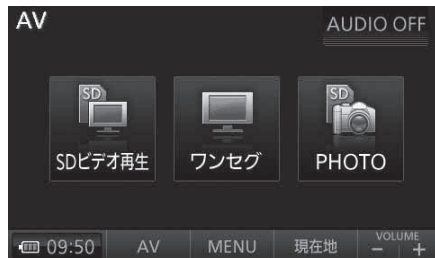 AV
AUDIO OFF
SD
SD
SDビデオ再生
ワンセグ
PHOTO
09:50
AV
MENU
現在地
VOLUME
− +